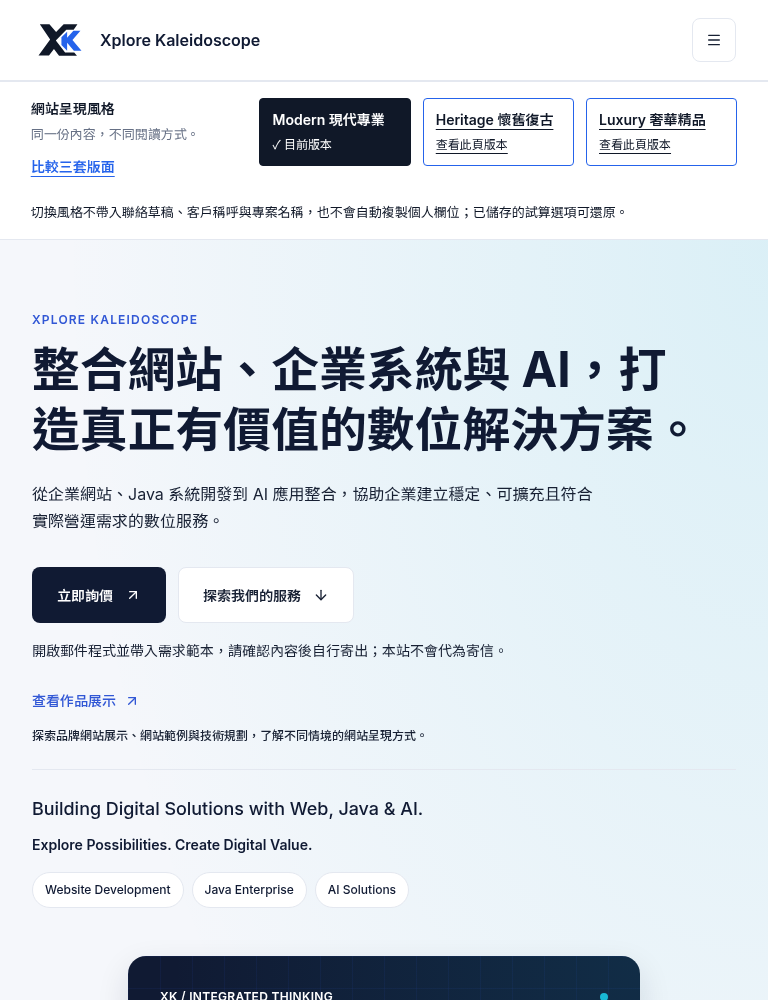 Xplore Kaleidoscope
網站呈現風格
同一份內容，不同閱讀方式。
比較三套版面
Modern 現代專業
✓ 目前版本
Heritage 懷舊復古
查看此頁版本
Luxury 奢華精品
查看此頁版本
切換風格不帶入聯絡草稿、客戶稱呼與專案名稱，也不會自動複製個人欄位；已儲存的試算選項可還原。
XPLORE KALEIDOSCOPE
整合網站、企業系統與 AI，打
造真正有價值的數位解決方案。
從企業網站、Java 系統開發到 AI 應用整合，協助企業建立穩定、可擴充且符合
實際營運需求的數位服務。
立即詢價
探索我們的服務
開啟郵件程式並帶入需求範本，請確認內容後自行寄出；本站不會代為寄信。
查看作品展示
探索品牌網站展示、網站範例與技術規劃，了解不同情境的網站呈現方式。
Building Digital Solutions with Web, Java & AI.
Explore Possibilities. Create Digital Value.
Website Development
Java Enterprise
AI Solutions
XK / INTEGRATED THINKING